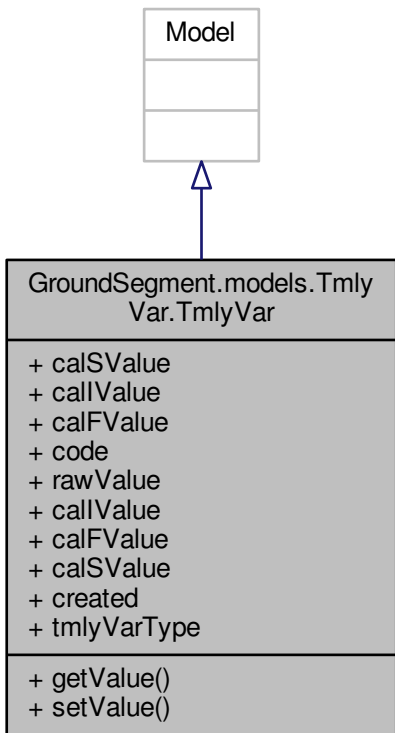 Model
GroundSegment.models.Tmly
Var.TmlyVar
+ calSValue
+ calIValue
+ calFValue
+ code
+ rawValue
+ calIValue
+ calFValue
+ calSValue
+ created
+ tmlyVarType
+ getValue()
+ setValue()